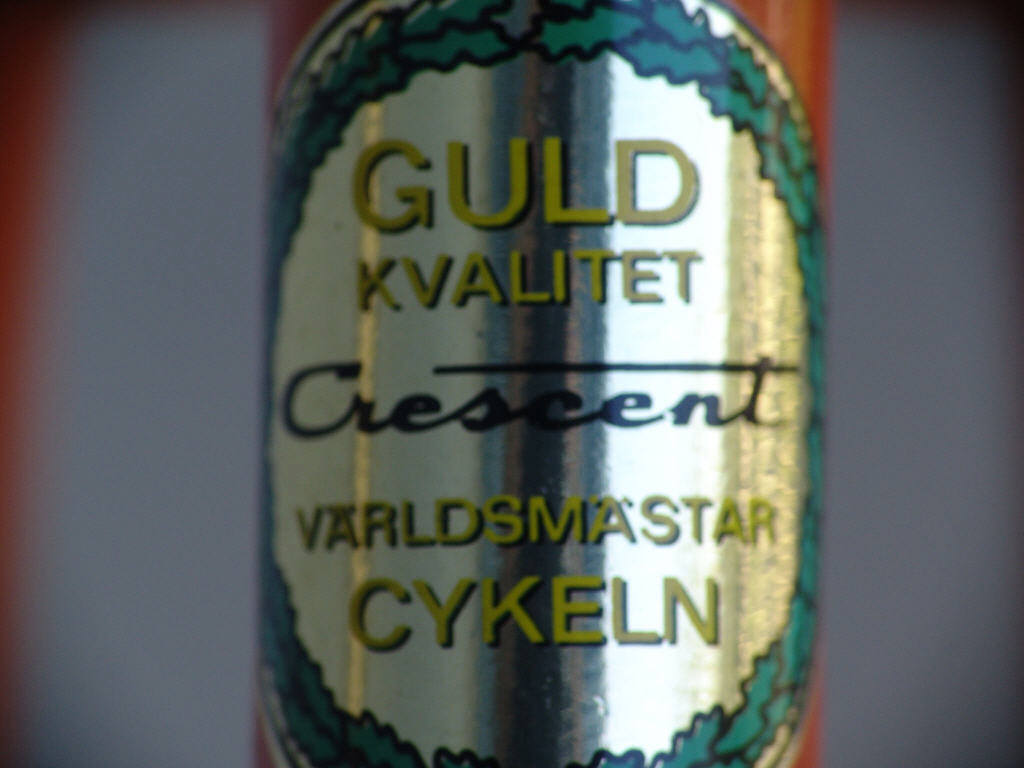 GULD
KVALITET
Crescent
VÄRLDSMÄSTAR
CYKELN